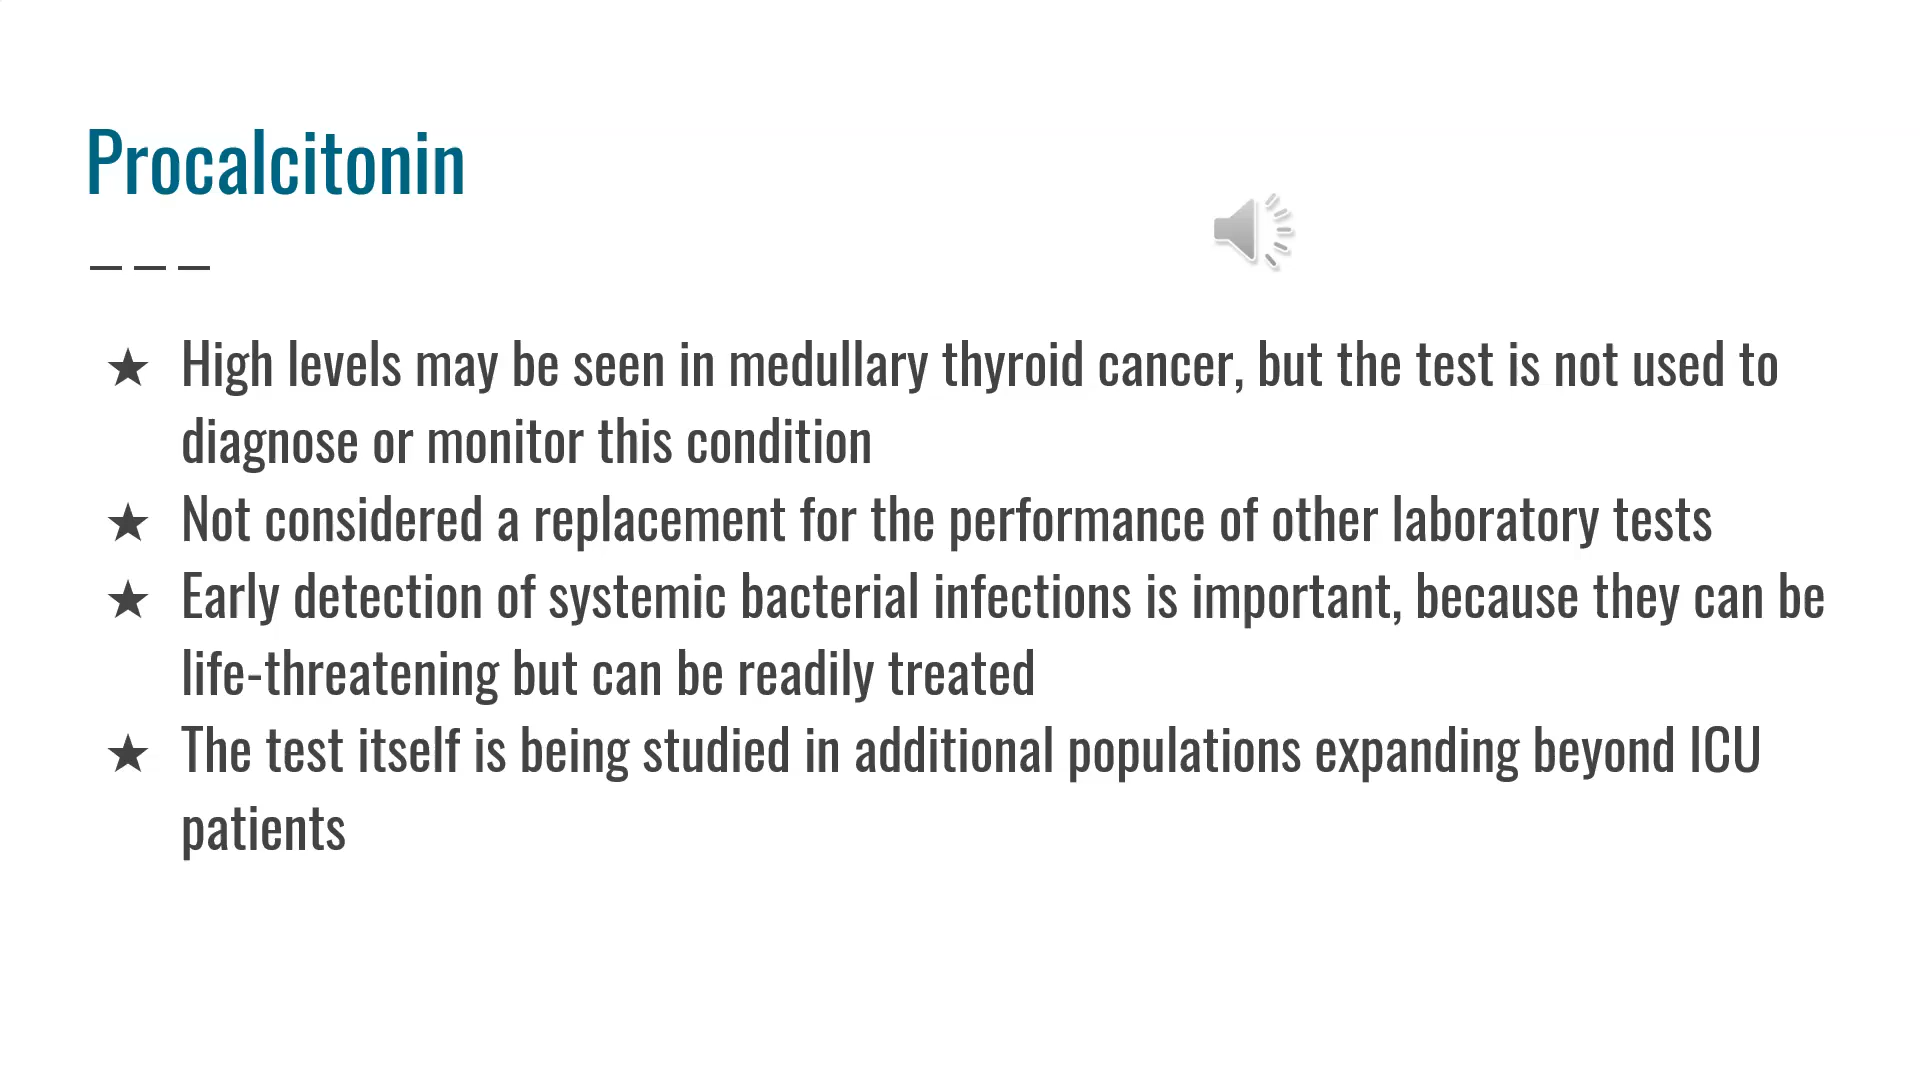 Procalcitonin
★ High levels may be seen in medullary thyroid cancer, but the test is not used to
diagnose or monitor this condition
★ Not considered a replacement for the performance of other laboratory tests
★ Early detection of systemic bacterial infections is important, because they can be
life-threatening but can be readily treated
★ The test itself is being studied in additional populations expanding beyond ICU
patients